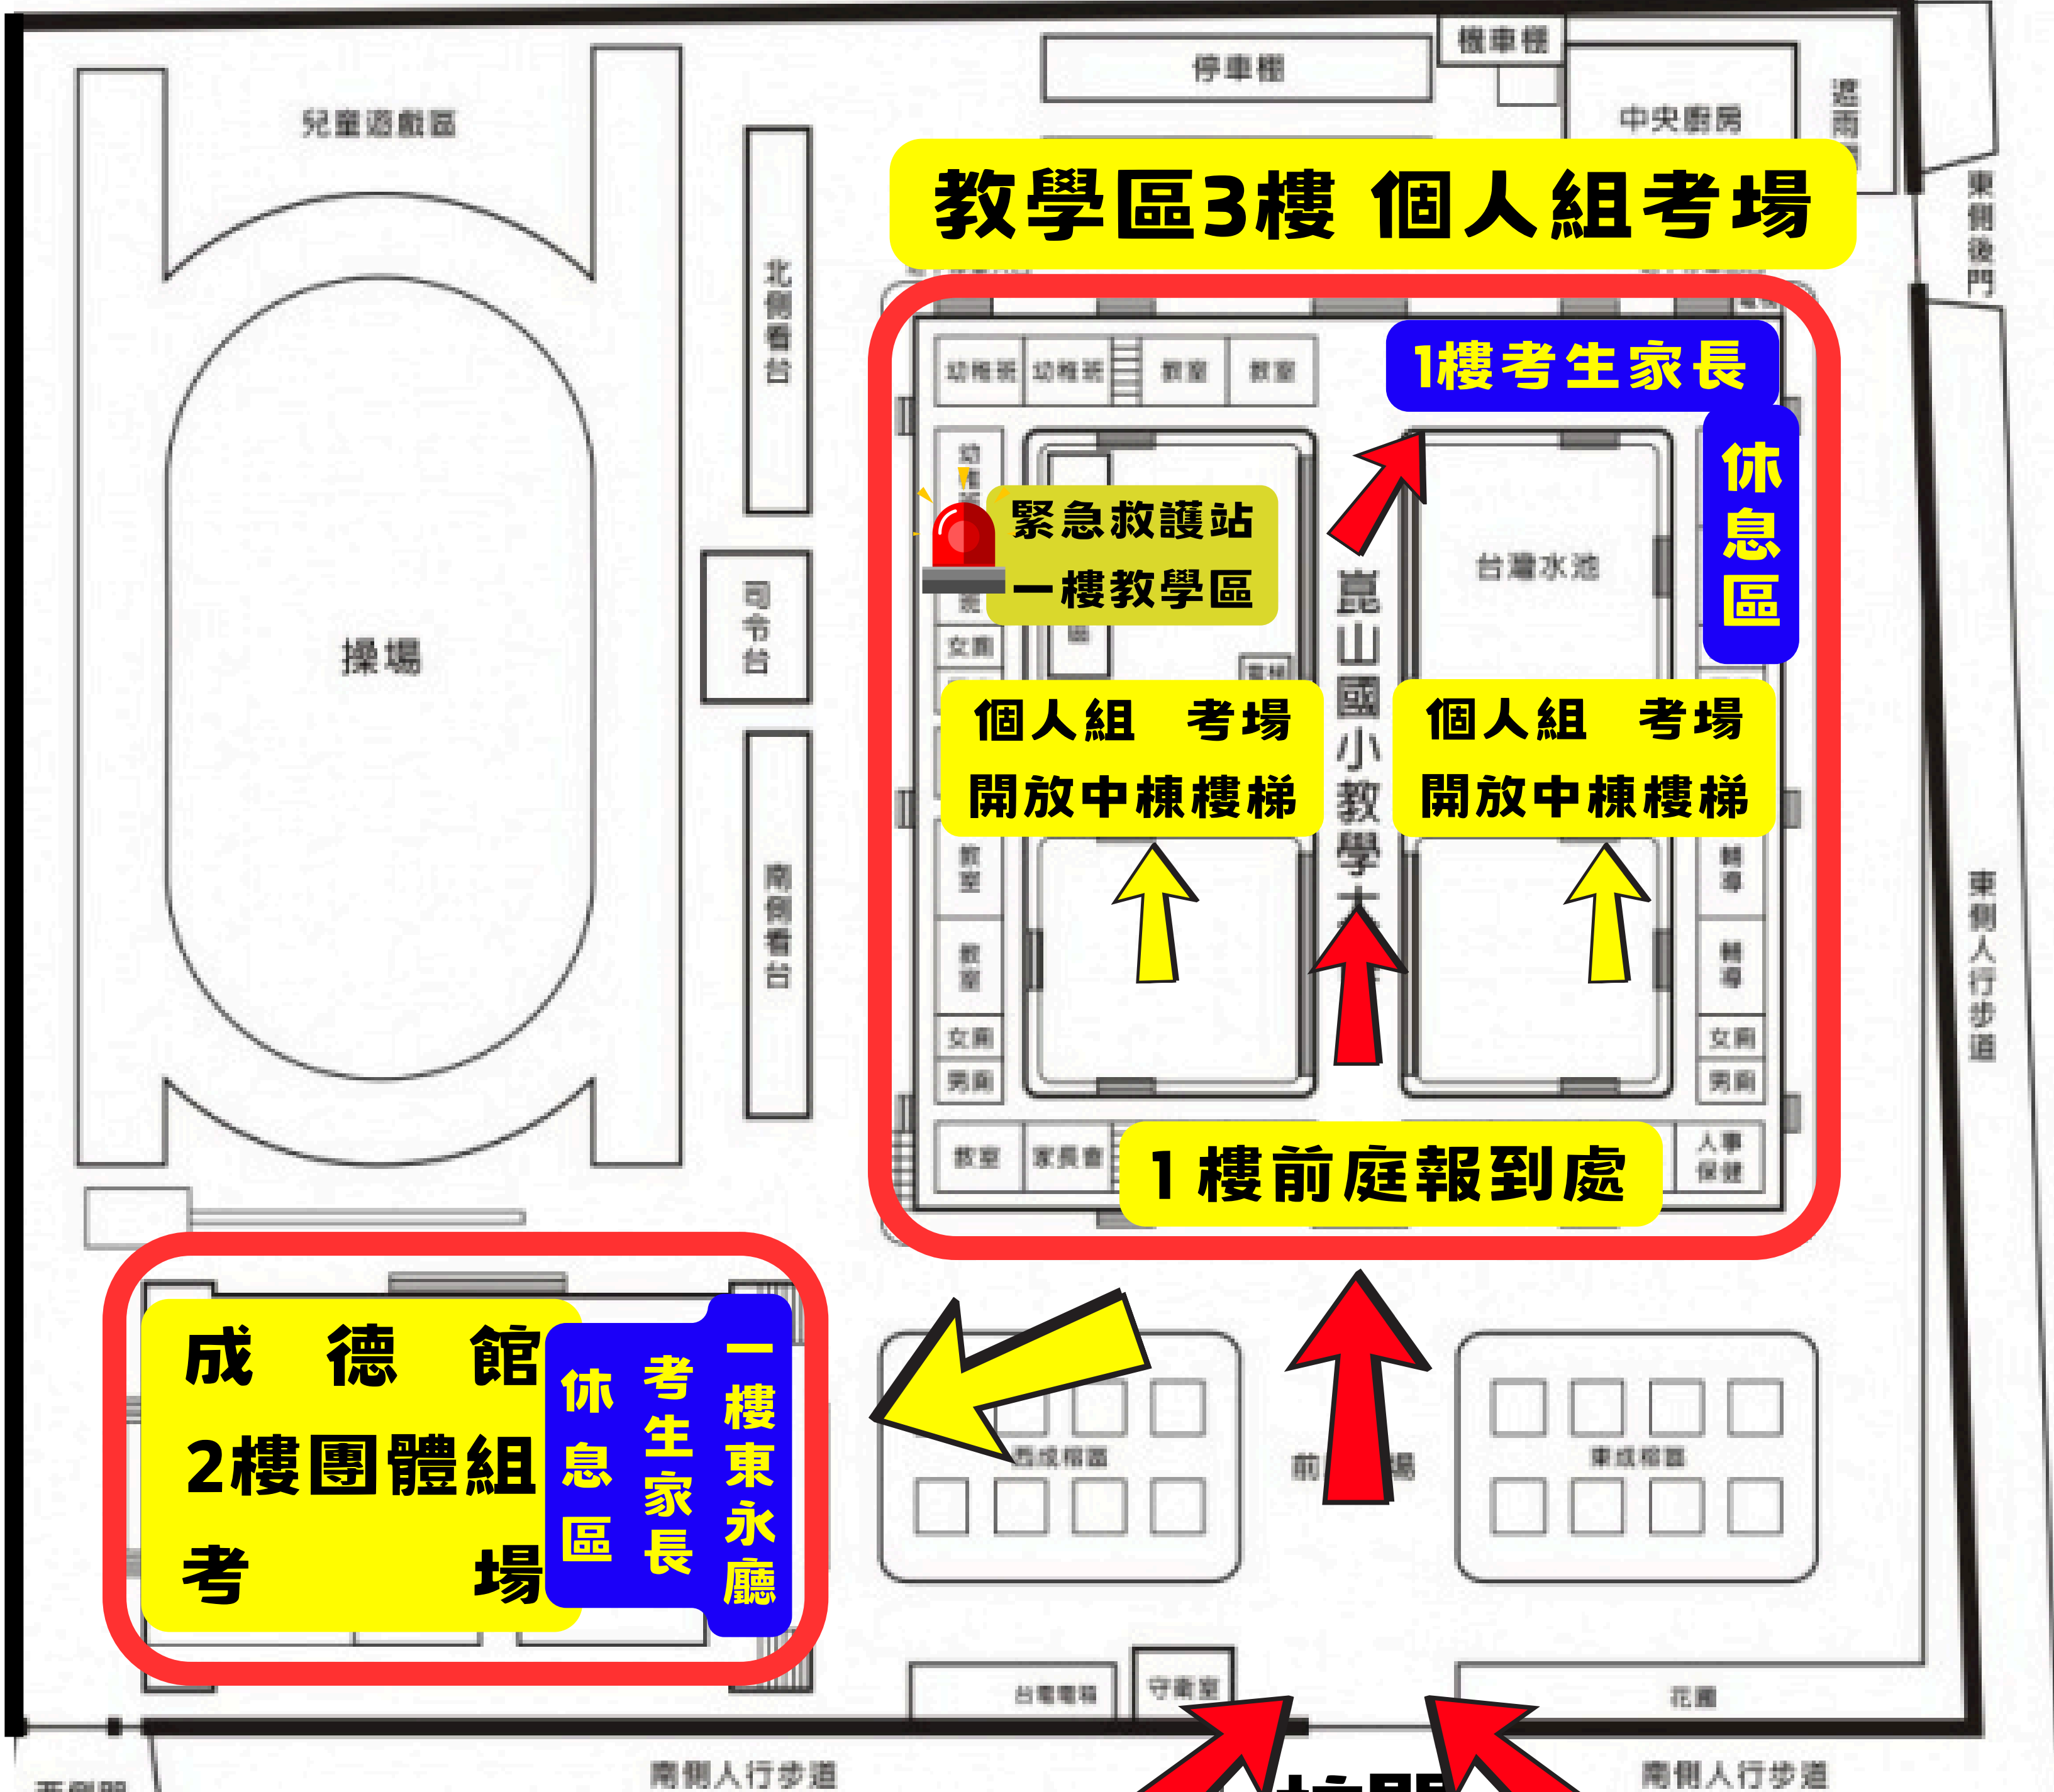 機車棚
停車棚
中央廚房
遮雨
兒童遊戲區
教學區3樓 個人組考場
東側後門
北側看台
幼稚班
幼稚班
教室
教室
1樓考生家長
休息區
緊急救護站
一樓教學區
台灣水池
司令台
操場
女廁
電梯
崑山國小教學大
個人組 考場
開放中棟樓梯
個人組 考場
開放中棟樓梯
南側看台
教室
輔導
教室
輔導
東側人行步道
女廁
男廁
女廁
男廁
教室
家長會
1樓前庭報到處
人事
保健
成德館
2樓團體組
考場
一樓東永廳
考生家長
休息區
西成榕區
東成榕區
台電電箱
守衛室
花圃
南側人行步道
南側人行步道
西側門